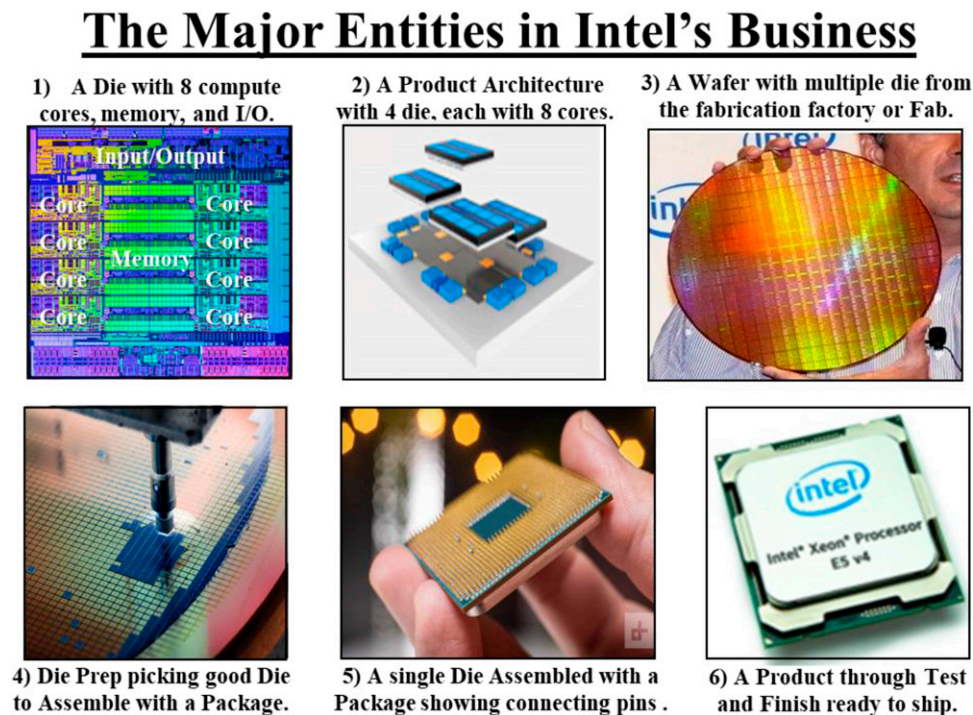 The Major Entities in Intel's Business
1) A Die with 8 compute
cores, memory, and I/O.
2) A Product Architecture
with 4 die, each with 8 cores.
3) A Wafer with multiple die from
the fabrication factory or Fab.
Input/Output
Core
Core
Core
Core
Memory
Core
Core
Core
Core
(intel)
int
intel
Intel® Xeon® Processor
E5 v4
4) Die Prep picking good Die
to Assemble with a Package.
5) A single Die Assembled with a
Package showing connecting pins .
6) A Product through Test
and Finish ready to ship.